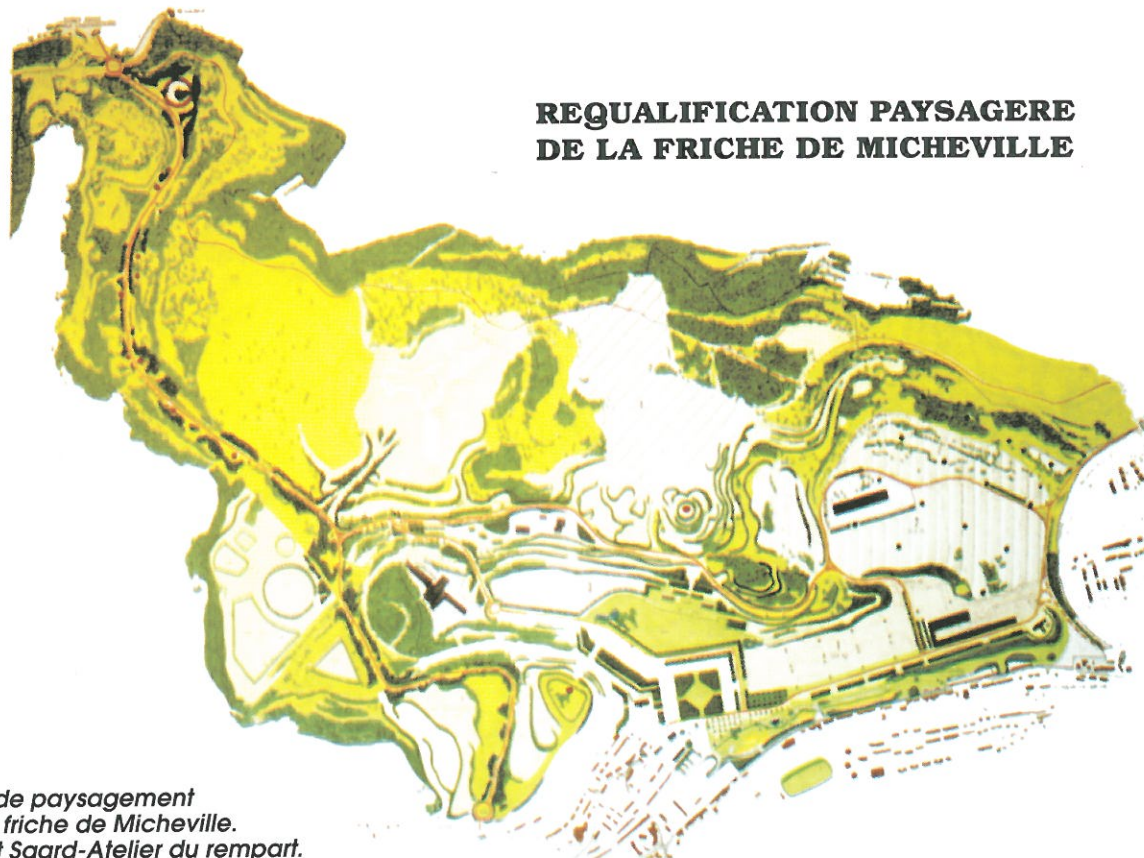 REQUALIFICATION PAYSAGERE
DE LA FRICHE DE MICHEVILLE
de paysagement
friche de Micheville.
Saard-Atelier du rempart.